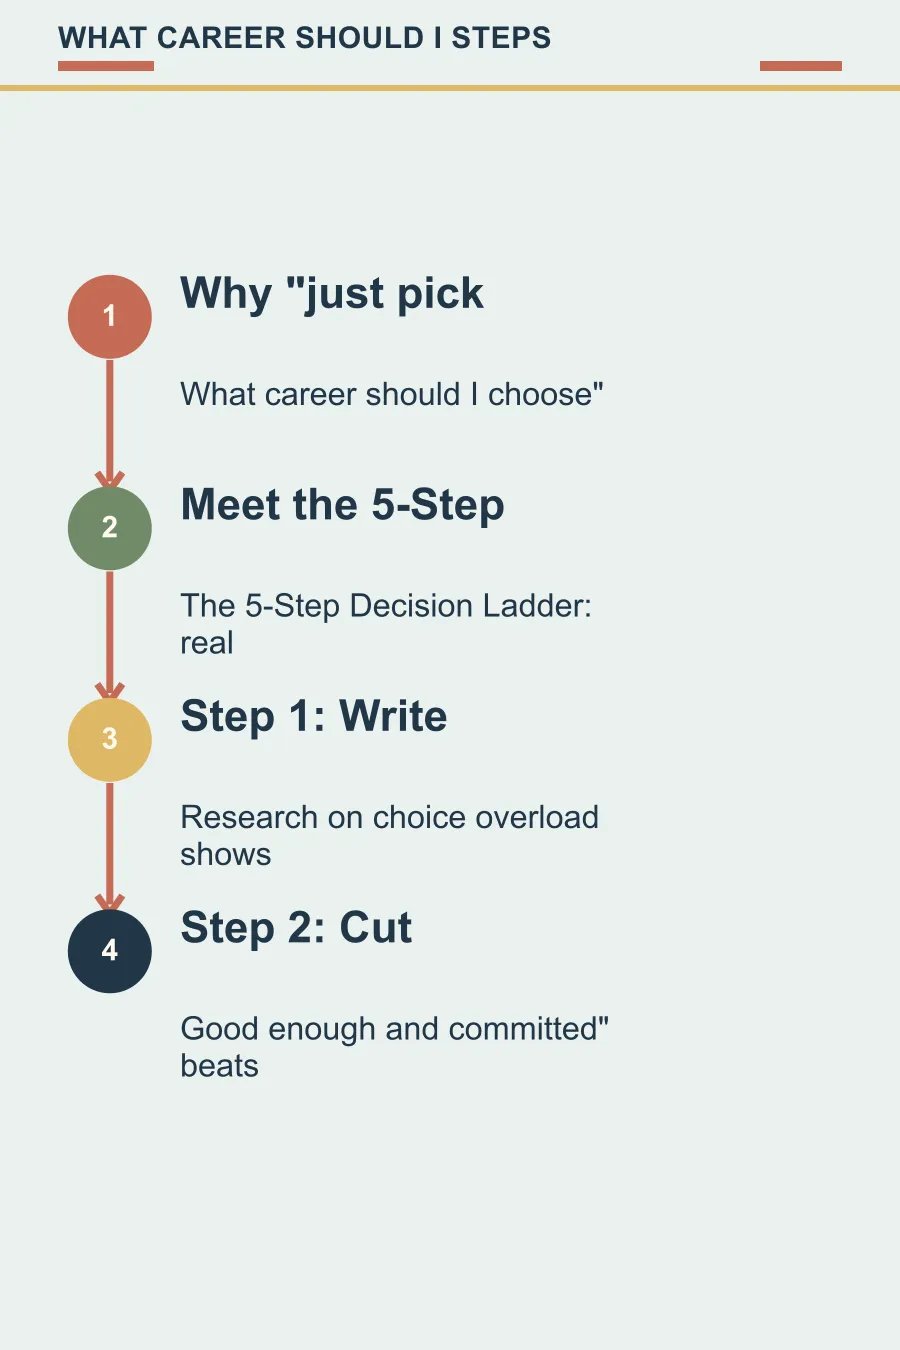 WHAT CAREER SHOULD I STEPS
1
Why "just pick
What career should I choose"
2
Meet the 5-Step
The 5-Step Decision Ladder:
real
3
Step 1: Write
Research on choice overload
shows
4
Step 2: Cut
Good enough and committed"
beats